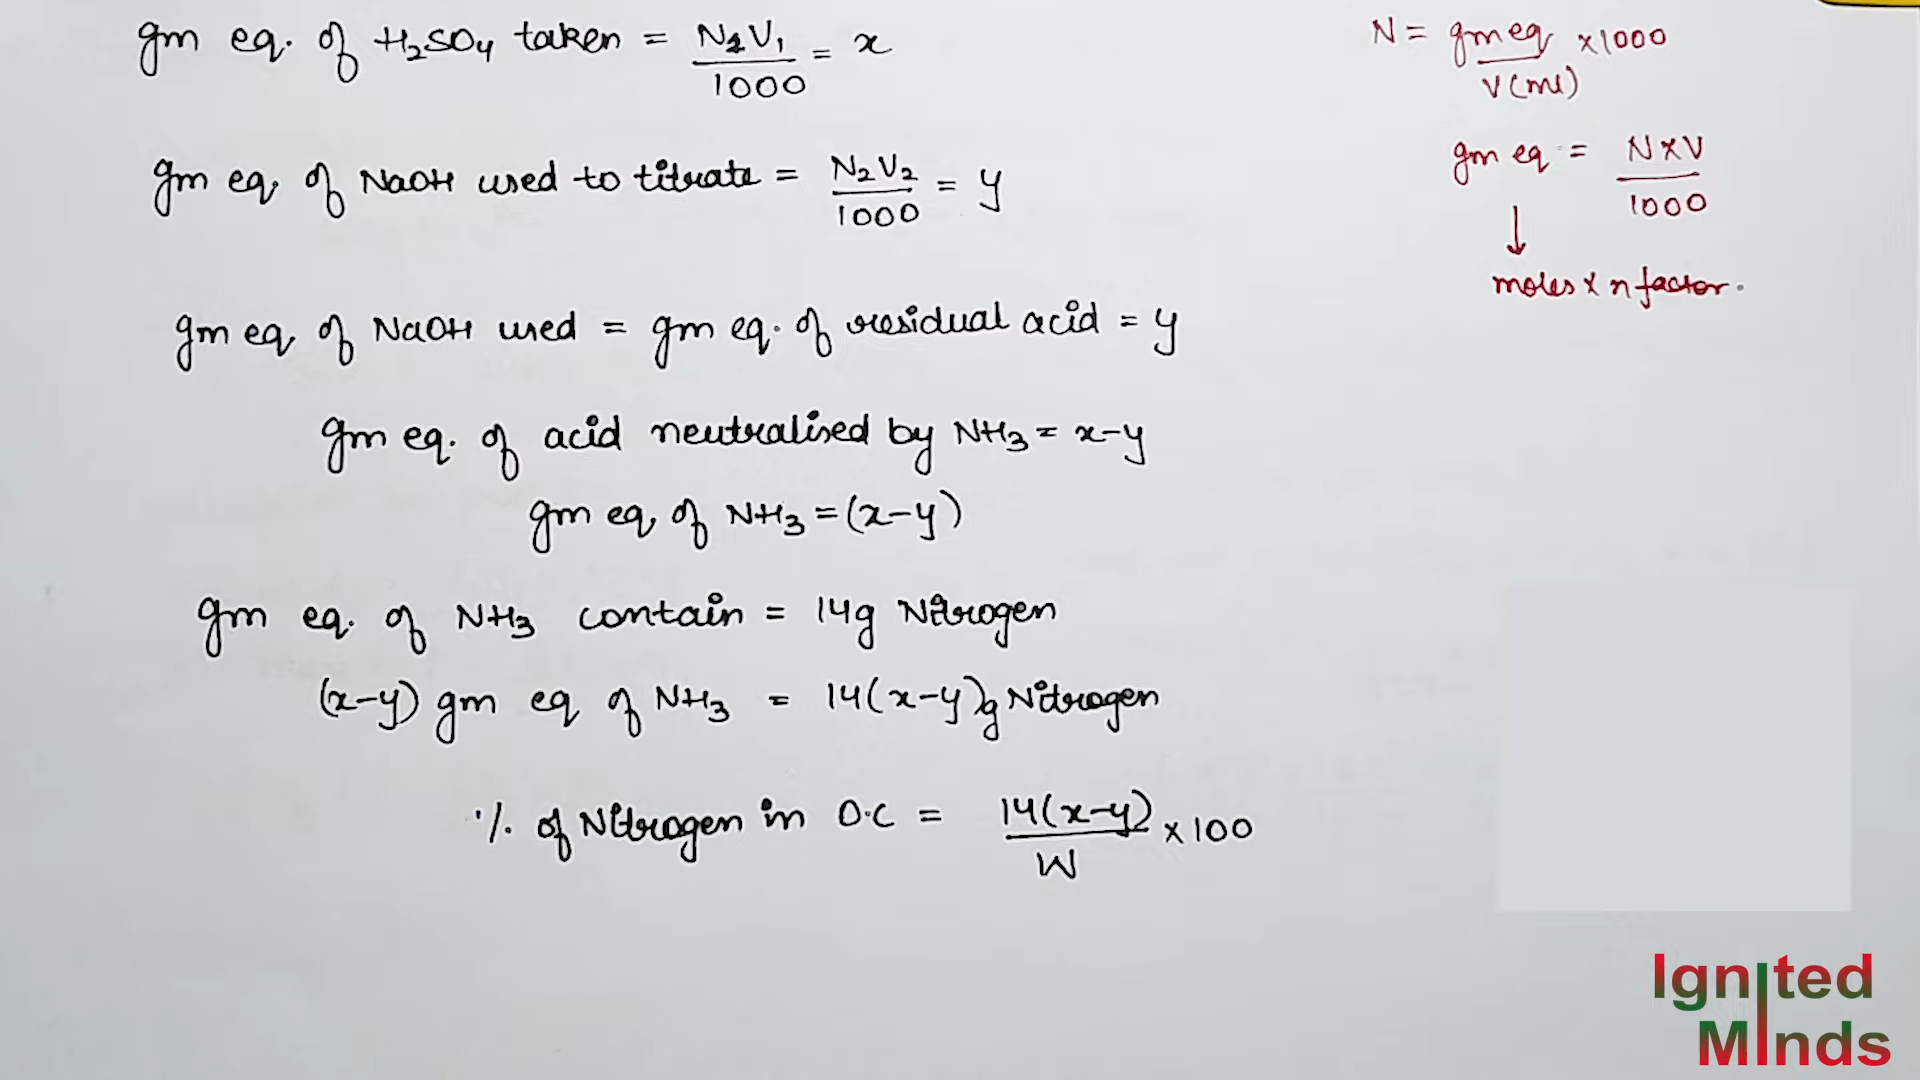 gm eq. of H₂SO₄ taken = N₁V₁/1000 = x
gm eq. of NaOH used to titrate = N₂V₂/1000 = y
gm eq. of NaOH used = gm eq. of residual acid = y
gm eq. of acid neutralised by NH₃ = x-y
gm eq. of NH₃ = (x-y)
gm eq. of NH₃ contain = 14g Nitrogen
(x-y) gm eq of NH₃ = 14(x-y)g Nitrogen
% of Nitrogen in O.C = 14(x-y)/W × 100
N = gm eq/V(ml) × 1000
gm eq = N×V/1000
↓
moles × n factor.
Ignited
Minds